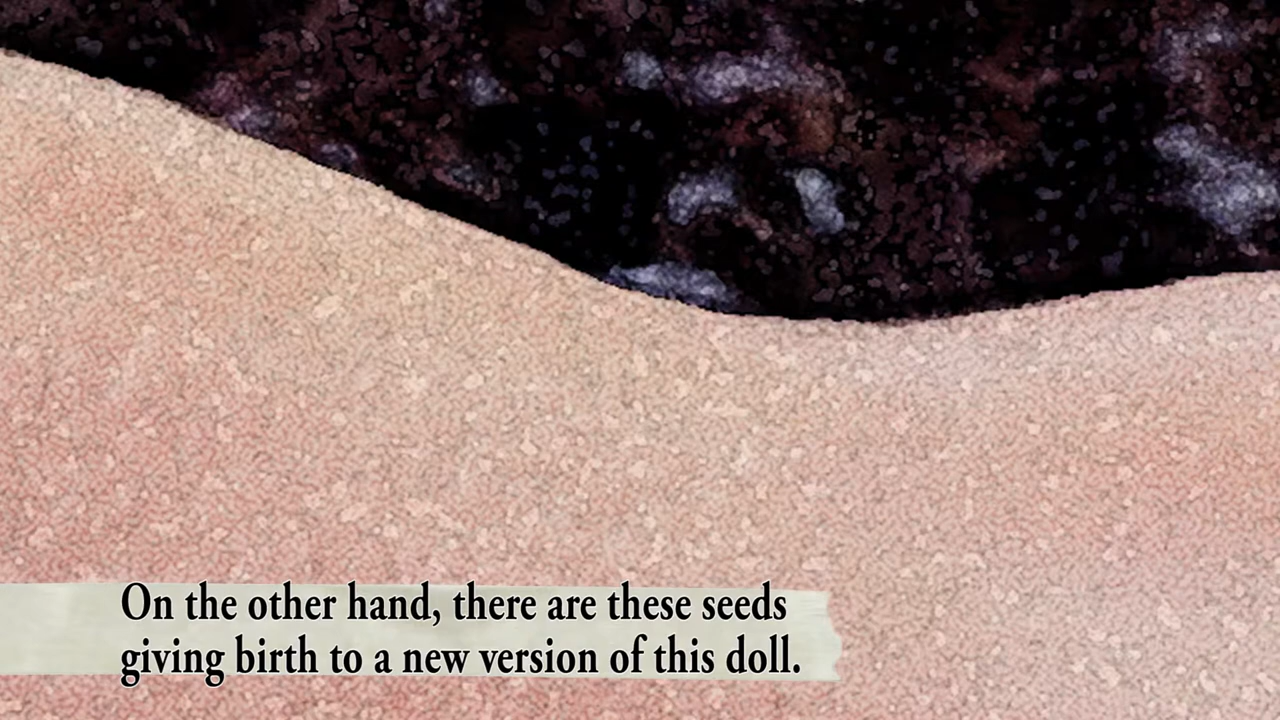 On the other hand, there are these seeds
giving birth to a new version of this doll.